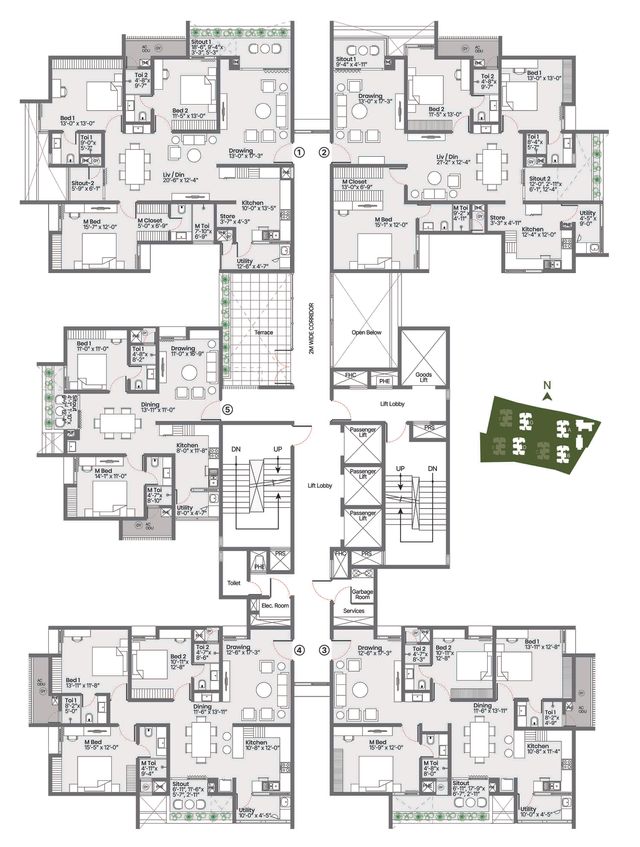 Sitout 1
18'-6", 9'-4"x
3'-3", 5'-3"
AC
ODU
Toi 2
4'-8"x
9'-7"
Bed 1
13'-0" x 13'-0"
Bed 2
11'-5" x 13'-0"
Toi 1
9'-0"x
5'-7"
Drawing
13'-0" x 17'-3"
Liv / Din
20'-6" x 12'-4"
Sitout-2
5'-9" x 6'-1"
Kitchen
10'-0" x 13'-5"
M Bed
15'-7" x 12'-0"
M Closet
5'-0" x 6'-9"
M Toi
7'-10"x
6'-9"
Store
3'-7" x 4'-3"
Utility
12'-6" x 4'-7"
1
2
Sitout 1
9'-4" x 4'-11"
AC
ODU
Drawing
13'-0" x 17'-3"
Bed 2
11'-5" x 13'-0"
Toi 2
4'-8"x
9'-7"
Bed 1
13'-0" x 13'-0"
Toi 1
8'-4"x
5'-2"
Liv / Din
21'-2" x 12'-4"
Sitout 2
12'-0", 2'-11"x
6'-1", 12'-4"
M Closet
13'-0" x 6'-9"
M Bed
15'-1" x 12'-0"
M Toi
9'-2"x
4'-11"
Store
3'-3" x 4'-11"
Kitchen
12'-4" x 12'-0"
Utility
4'-5"x
9'-0"
Terrace
2M WIDE CORRIDOR
Open Below
FHC
PHE
Goods
Lift
Lift Lobby
PRS
Bed 1
11'-0" x 11'-0"
Toi 1
4'-8"x
8'-2"
Drawing
11'-0" x 16'-9"
Dining
13'-11" x 11'-0"
Sitout
5
Kitchen
8'-0" x 11'-8"
M Bed
14'-1" x 11'-0"
M Toi
4'-7"x
8'-10"
Utility
8'-0" x 4'-7"
AC
ODU
DN
UP
Lift Lobby
Passenger
Lift
Passenger
Lift
Passenger
Lift
UP
DN
N
PHE
PRS
Toilet
Elec. Room
FHC
PRS
Garbage
Room
Services
4
3
Bed 1
13'-11" x 11'-8"
Bed 2
10'-11"x
12'-8"
Toi 2
4'-7"x
8'-6"
Drawing
12'-6" x 17'-3"
AC
ODU
Toi 1
8'-2"x
5'-0"
Dining
11'-6" x 13'-11"
M Bed
15'-5" x 12'-0"
M Toi
4'-11"x
9'-4"
Kitchen
10'-8" x 12'-0"
Sitout
6'-11", 11'-6"x
5'-7", 2'-11"
Utility
10'-0" x 4'-5"
Drawing
12'-6" x 17'-3"
Toi 2
4'-7"x
8'-3"
Bed 2
10'-11"x
12'-8"
Bed 1
13'-11" x 12'-8"
AC
ODU
Toi 1
8'-2"x
4'-9"
Dining
11'-6" x 13'-11"
M Bed
15'-9" x 12'-0"
M Toi
4'-8"x
8'-0"
Kitchen
10'-8" x 11'-4"
Sitout
6'-11", 17'-9"x
5'-7", 2'-11"
Utility
10'-0" x 4'-5"